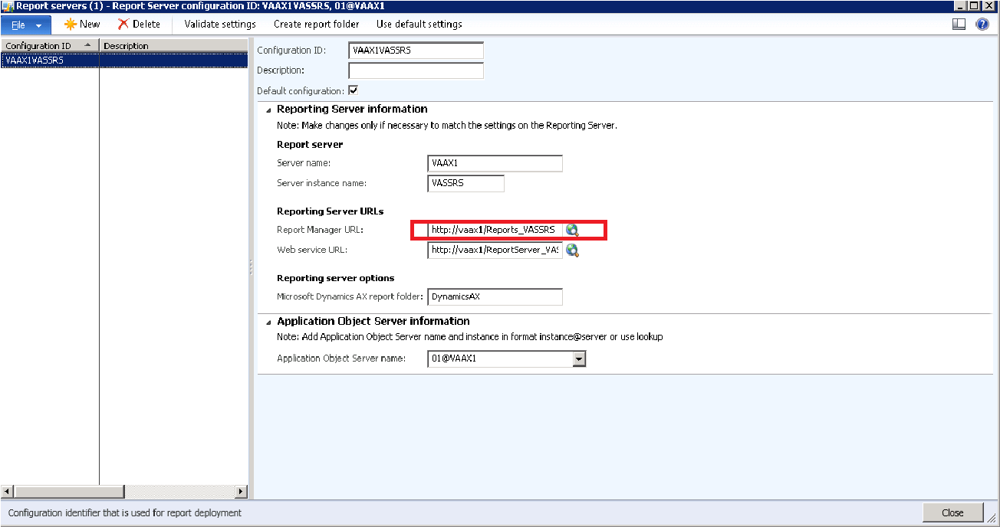 Report servers (1) - Report Server configuration ID: VAAX1VASSRS, 01@VAAX1
File New Delete Validate settings Create report folder Use default settings
Configuration ID Description
VAAX1VASSRS
Configuration ID: VAAX1VASSRS
Description:
Default configuration:
Reporting Server information
Note: Make changes only if necessary to match the settings on the Reporting Server.
Report server
Server name: VAAX1
Server instance name: VASSRS
Reporting Server URLs
Report Manager URL: http://vaax1/Reports_VASSRS
Web service URL: http://vaax1/ReportServer_VAS
Reporting server options
Microsoft Dynamics AX report folder: DynamicsAX
Application Object Server information
Note: Add Application Object Server name and instance in format instance@server or use lookup
Application Object Server name: 01@VAAX1
Configuration identifier that is used for report deployment
Close